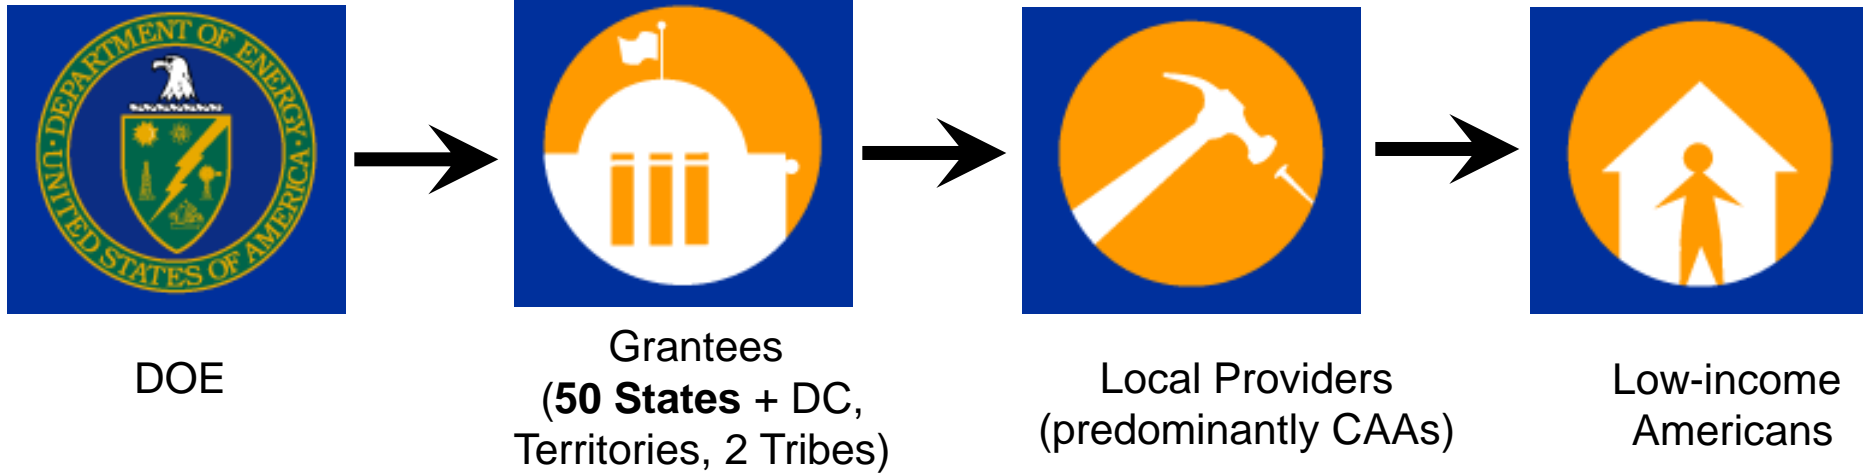 DEPARTMENT OF ENERGY
UNITED STATES OF AMERICA
DOE
Grantees
(50 States + DC,
Territories, 2 Tribes)
Local Providers
(predominantly CAAs)
Low-income
Americans